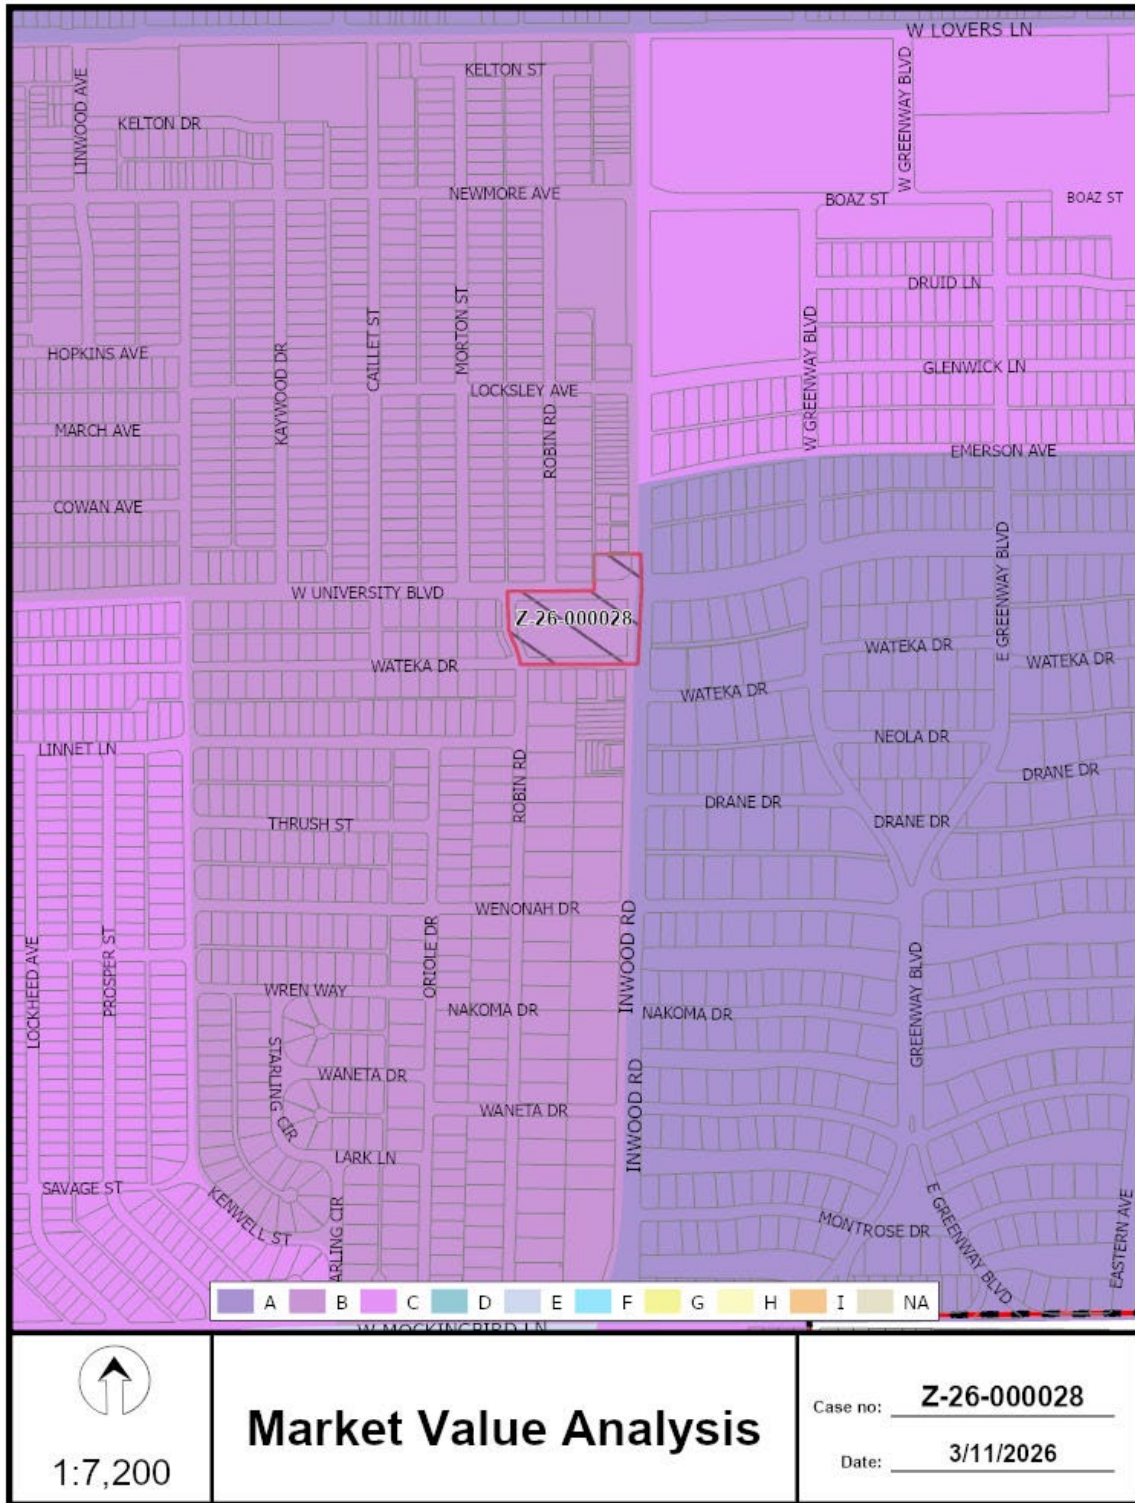 W LOVERS LN
KELTON ST
LINWOOD AVE
W GREENWAY BLVD
KELTON DR
NEWMORE AVE
BOAZ ST
BOAZ ST
DRUID LN
MORTON ST
CAILLET ST
W GREENWAY BLVD
HOPKINS AVE
KAYWOOD DR
GLENWICK LN
LOCKSLEY AVE
ROBIN RD
MARCH AVE
EMERSON AVE
COWAN AVE
E GREENWAY BLVD
W UNIVERSITY BLVD
Z-26-000028
WATEKA DR
WATEKA DR
WATEKA DR
WATEKA DR
LINNET LN
NEOLA DR
ROBIN RD
DRANE DR
DRANE DR
DRANE DR
THRUSH ST
WENONAH DR
INWOOD RD
ORIOLE DR
LOCKHEED AVE
PROSPER ST
WREN WAY
NAKOMA DR
NAKOMA DR
GREENWAY BLVD
STARLING CIR
WANETA DR
WANETA DR
INWOOD RD
LARK LN
SAVAGE ST
KENWELL ST
ARLING CIR
MONTROSE DR
E GREENWAY BLVD
EASTERN AVE
A B C D E F G H I NA
W MOCKINGBIRD LN
1:7,200
Market Value Analysis
Case no: Z-26-000028
Date: 3/11/2026